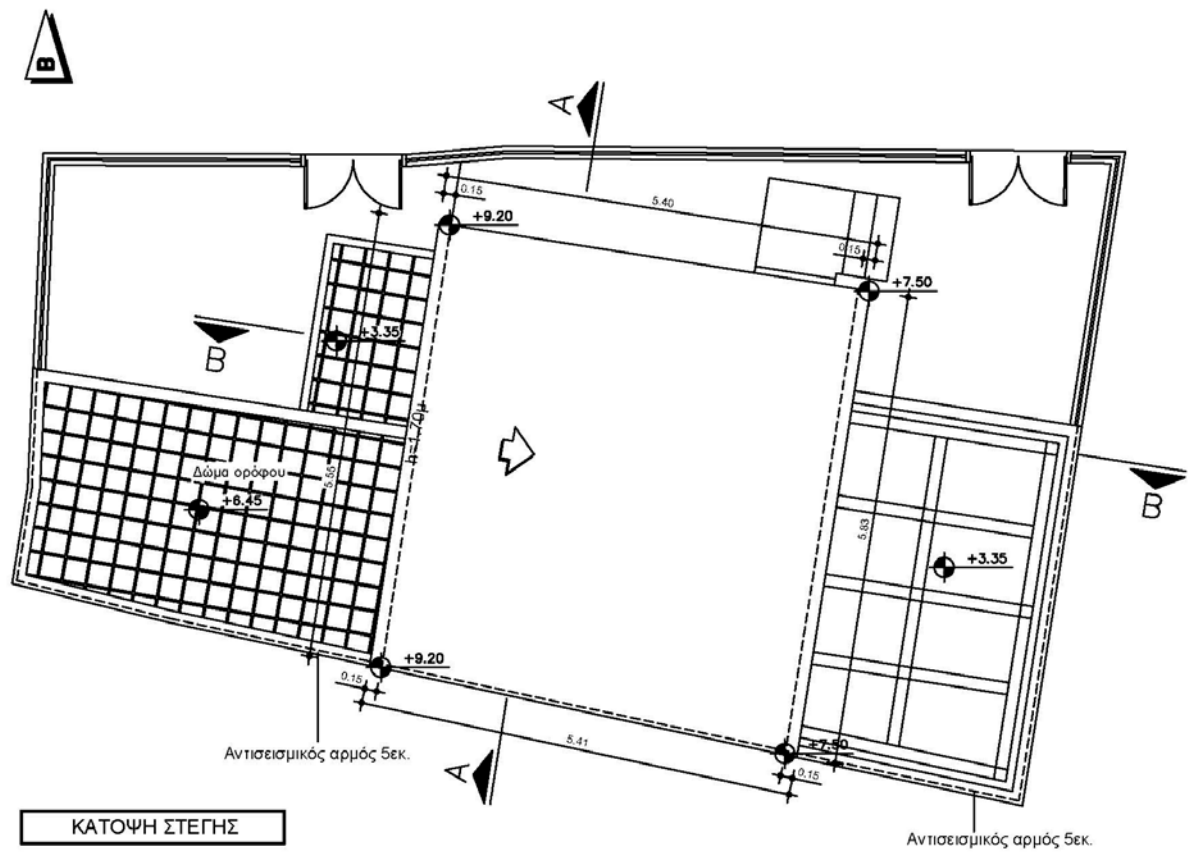 B
A
0.15
5.40
+9.20
0.15
+7.50
+3.35
B
h=1.70μ
Δώμα ορόφου
+6.45
5.55
5.83
B
+3.35
+9.20
0.15
+7.50
5.41
0.15
Αντισεισμικός αρμός 5εκ.
A
ΚΑΤΟΨΗ ΣΤΕΓΗΣ
Αντισεισμικός αρμός 5εκ.